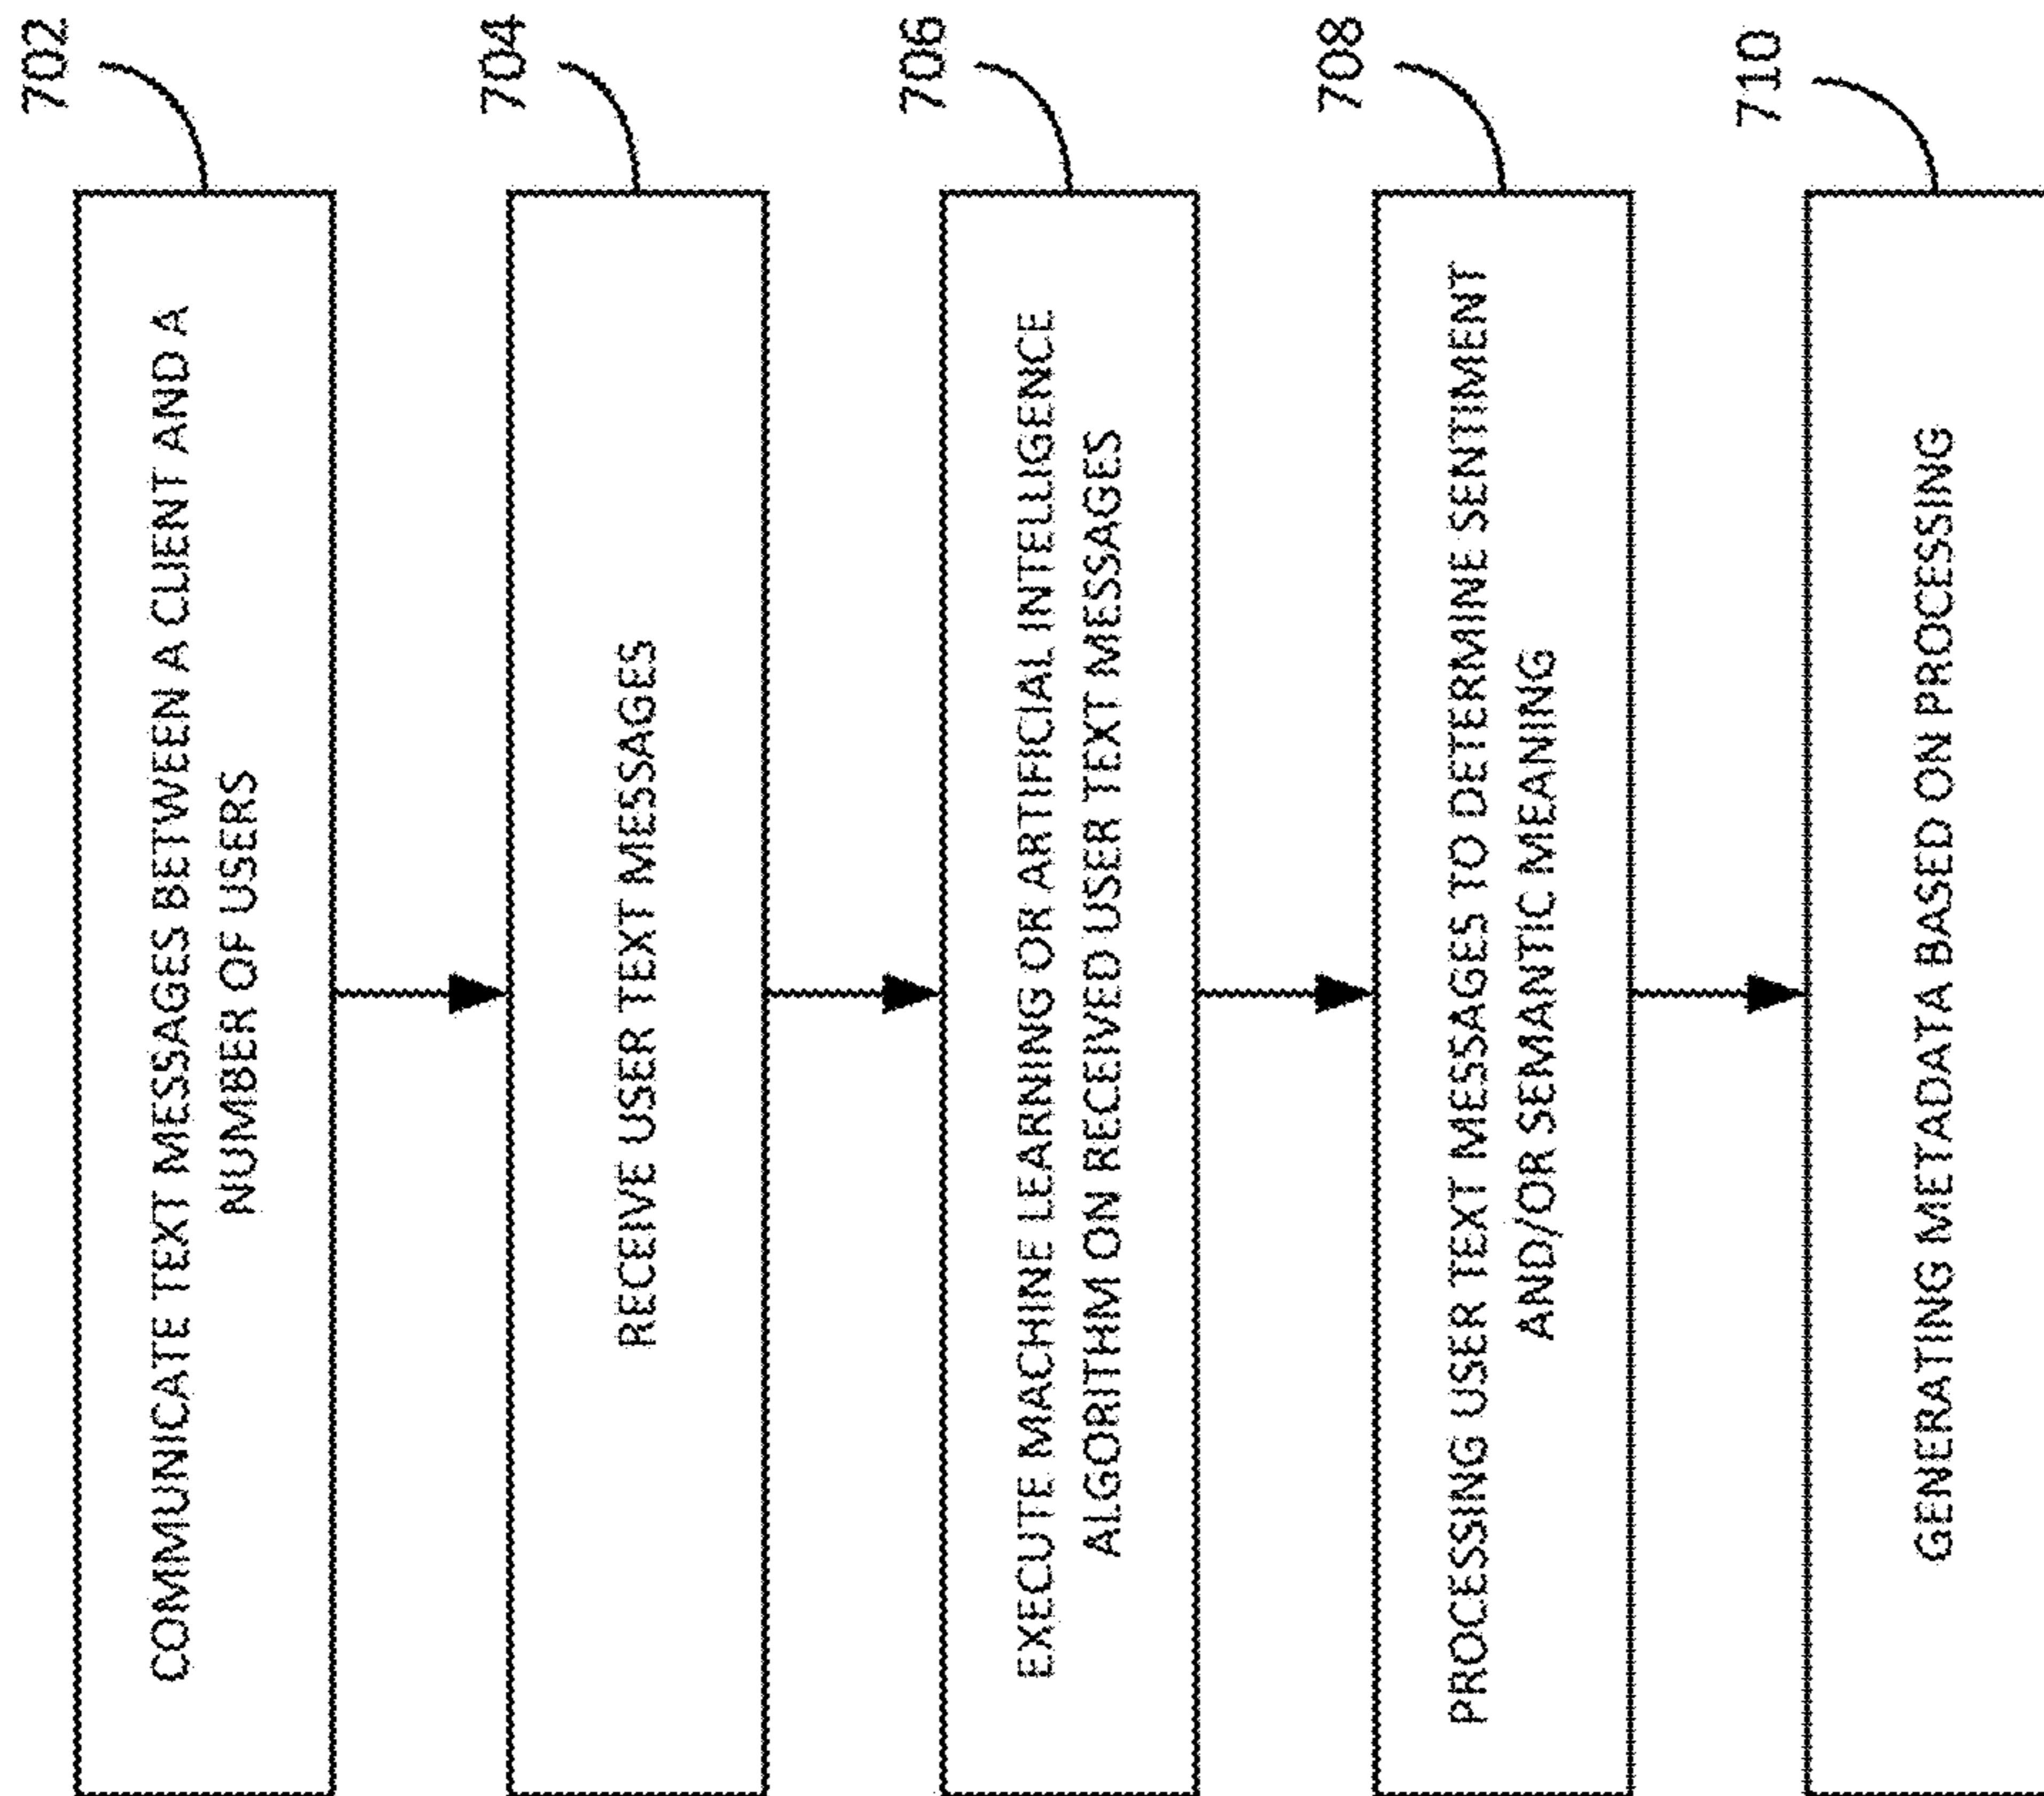 702
COMMUNICATE TEXT MESSAGES BETWEEN A CLIENT AND A
NUMBER OF USERS
704
RECEIVE USER TEXT MESSAGES
706
EXECUTE MACHINE LEARNING OR ARTIFICIAL INTELLIGENCE
ALGORITHM ON RECEIVED USER TEXT MESSAGES
708
PROCESSING USER TEXT MESSAGES TO DETERMINE SENTIMENT
AND/OR SEMANTIC MEANING
710
GENERATING METADATA BASED ON PROCESSING